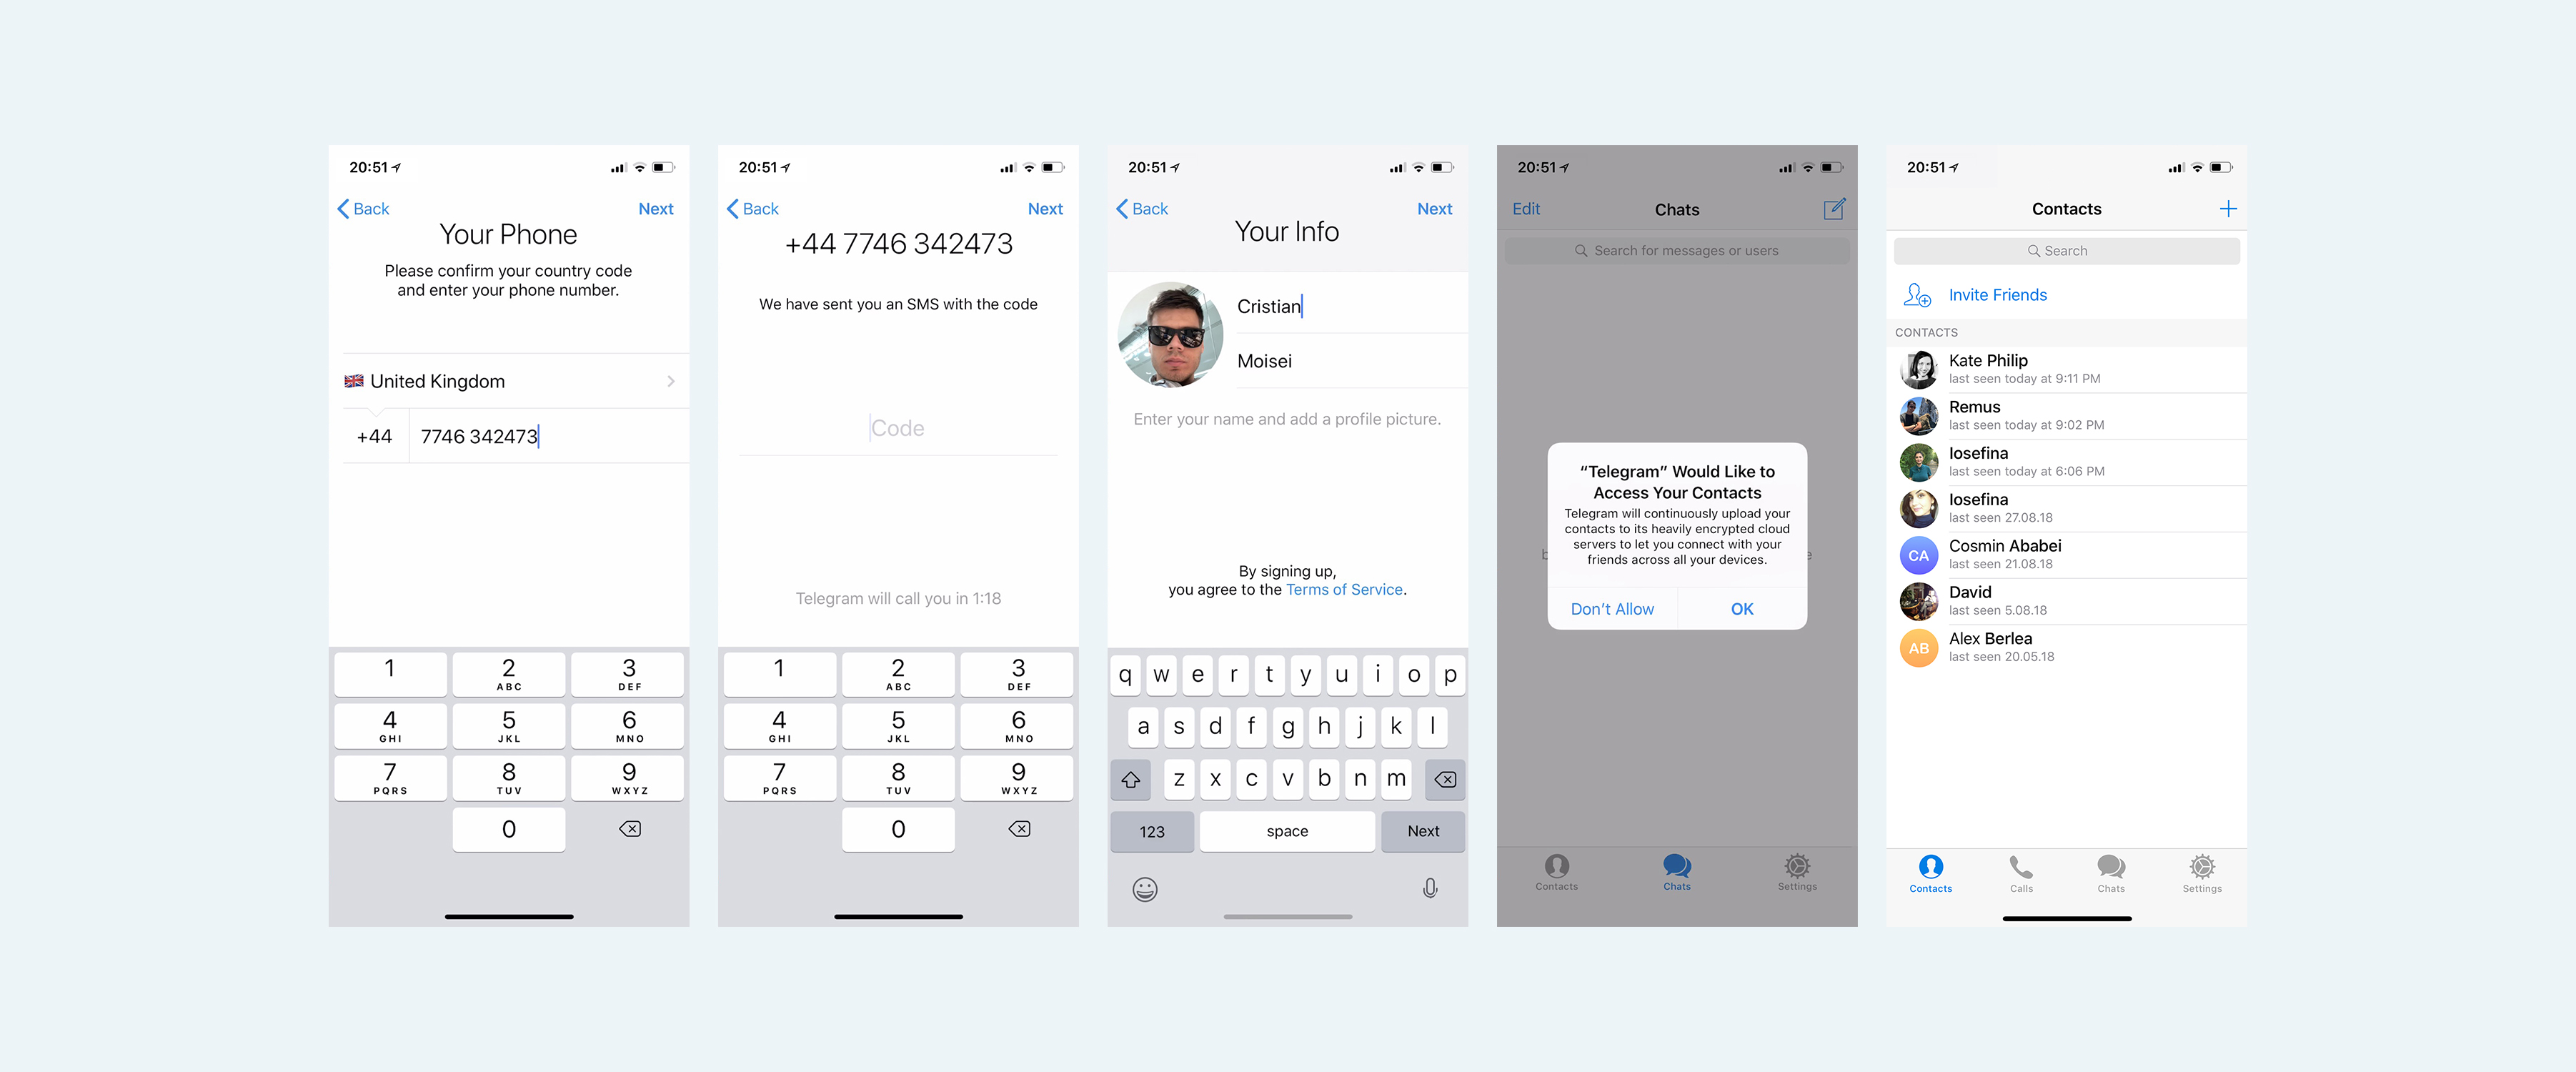 20:51
Back
Next
Your Phone
Please confirm your country code
and enter your phone number.
United Kingdom
+44
7746 342473
1
2
ABC
3
DEF
4
GHI
5
JKL
6
MNO
7
PQRS
8
TUV
9
WXYZ
0
20:51
Back
Next
+44 7746 342473
We have sent you an SMS with the code
Code
Telegram will call you in 1:18
1
2
ABC
3
DEF
4
GHI
5
JKL
6
MNO
7
PQRS
8
TUV
9
WXYZ
0
20:51
Back
Next
Your Info
Cristian
Moisei
Enter your name and add a profile picture.
By signing up,
you agree to the Terms of Service.
q w e r t y u i o p
a s d f g h j k l
z x c v b n m
123
space
Next
20:51
Edit
Chats
Search for messages or users
“Telegram” Would Like to
Access Your Contacts
Telegram will continuously upload your
contacts to its heavily encrypted cloud
servers to let you connect with your
friends across all your devices.
Don’t Allow
OK
Contacts
Chats
Settings
20:51
Contacts
Search
Invite Friends
CONTACTS
Kate Philip
last seen today at 9:11 PM
Remus
last seen today at 9:02 PM
Iosefina
last seen today at 6:06 PM
Iosefina
last seen 27.08.18
CA
Cosmin Ababei
last seen 21.08.18
David
last seen 5.08.18
AB
Alex Berlea
last seen 20.05.18
Contacts
Calls
Chats
Settings